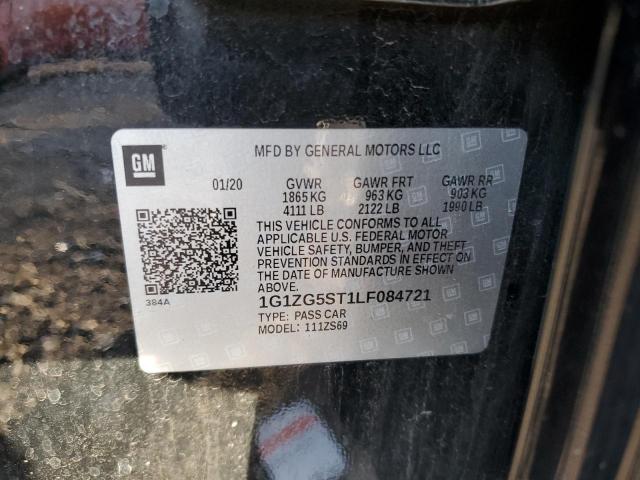 GM
MFD BY GENERAL MOTORS LLC
01/20 GVWR GAWR FRT GAWR RR
1865 KG 963 KG 903 KG
4111 LB 2122 LB 1990 LB
THIS VEHICLE CONFORMS TO ALL
APPLICABLE U.S. FEDERAL MOTOR
VEHICLE SAFETY, BUMPER, AND THEFT
PREVENTION STANDARDS IN EFFECT ON
THE DATE OF MANUFACTURE SHOWN
ABOVE.
384A
1G1ZG5ST1LF084721
TYPE: PASS CAR
MODEL: 111ZS69